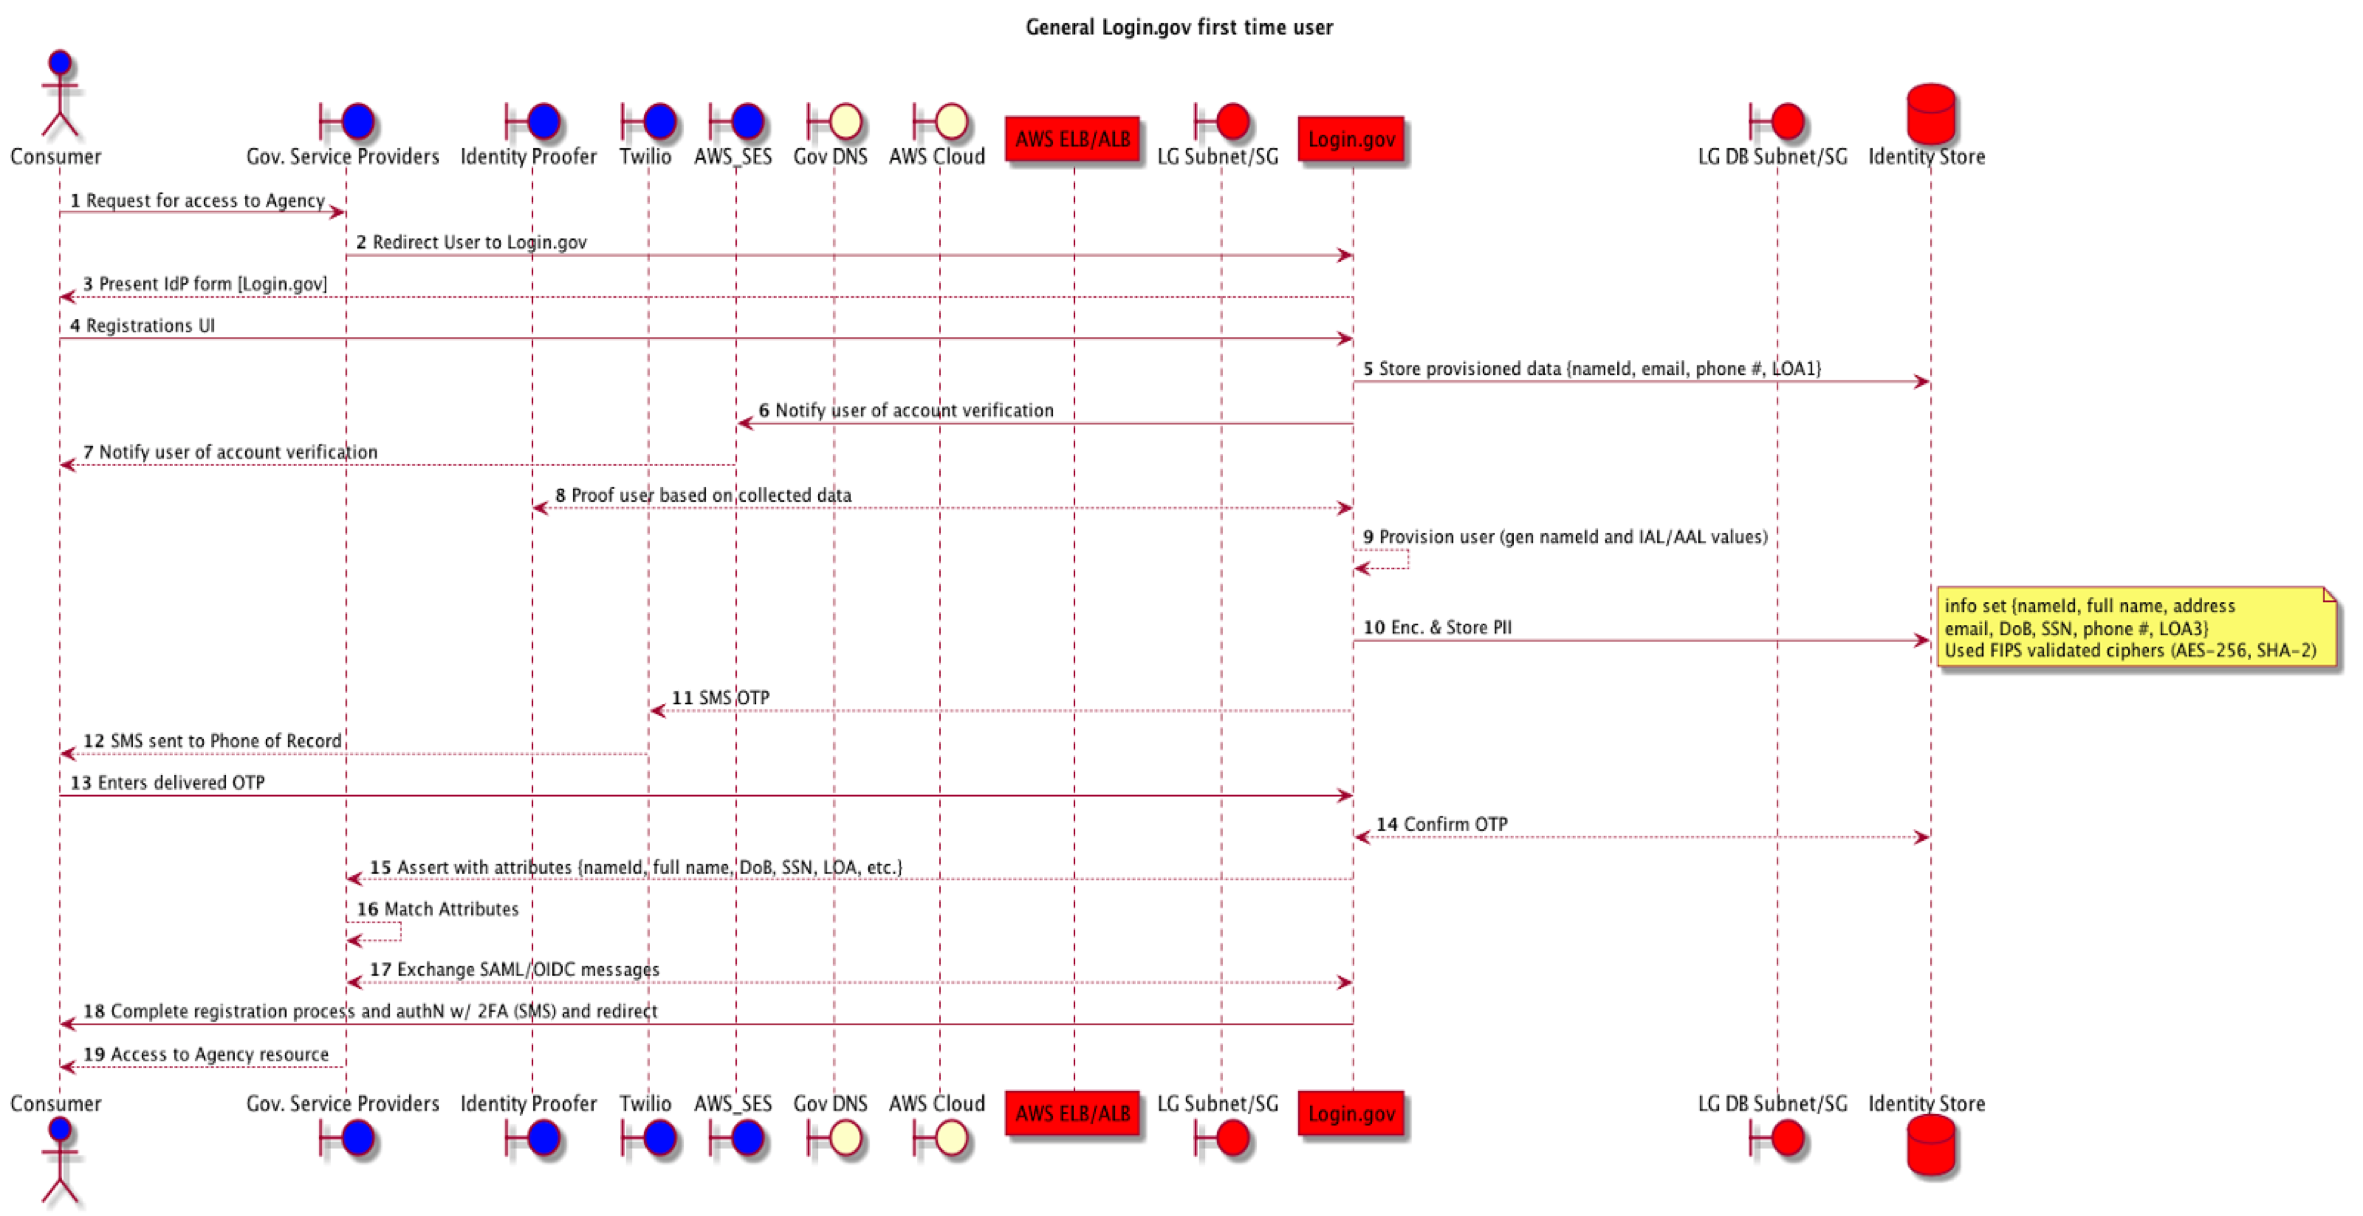 General Login.gov first time user
Consumer
Gov. Service Providers
Identity Proofer
Twilio
AWS_SES
Gov DNS
AWS Cloud
AWS ELB/ALB
LG Subnet/SG
Login.gov
LG DB Subnet/SG
Identity Store
1 Request for access to Agency
2 Redirect User to Login.gov
3 Present IdP form [Login.gov]
4 Registrations UI
5 Store provisioned data {nameId, email, phone #, LOA1}
6 Notify user of account verification
7 Notify user of account verification
8 Proof user based on collected data
9 Provision user (gen nameId and IAL/AAL values)
info set {nameId, full name, address
email, DoB, SSN, phone #, LOA3}
Used FIPS validated ciphers (AES-256, SHA-2)
10 Enc. & Store PII
11 SMS OTP
12 SMS sent to Phone of Record
13 Enters delivered OTP
14 Confirm OTP
15 Assert with attributes {nameId, full name, DoB, SSN, LOA, etc.}
16 Match Attributes
17 Exchange SAML/OIDC messages
18 Complete registration process and authN w/ 2FA (SMS) and redirect
19 Access to Agency resource
Consumer
Gov. Service Providers
Identity Proofer
Twilio
AWS_SES
Gov DNS
AWS Cloud
AWS ELB/ALB
LG Subnet/SG
Login.gov
LG DB Subnet/SG
Identity Store